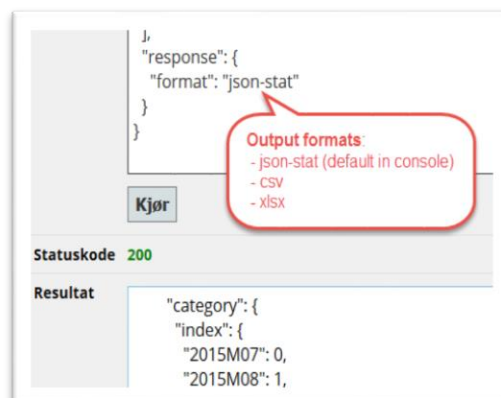 ],
"response": {
"format": "json-stat"
}
}
Output formats:
- json-stat (default in console)
- csv
- xlsx
Kjør
Statuskode 200
Resultat
"category": {
"index": {
"2015M07": 0,
"2015M08": 1,